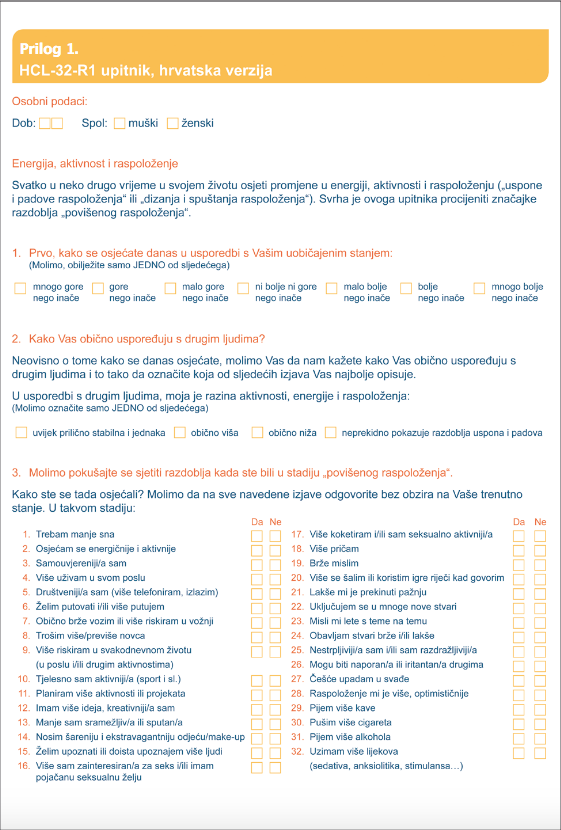 Prilog 1.
HCL-32-R1 upitnik, hrvatska verzija
Osobni podaci:
Dob: Spol: muški ženski
Energija, aktivnost i raspoloženje
Svatko u neko drugo vrijeme u svojem životu osjeti promjene u energiji, aktivnosti i raspoloženju („uspone
i padove raspoloženja“ ili „dizanja i spuštanja raspoloženja“). Svrha je ovoga upitnika procijeniti značajke
razdoblja „povišenog raspoloženja“.
1. Prvo, kako se osjećate danas u usporedbi s Vašim uobičajenim stanjem:
(Molimo, obilježite samo JEDNO od sljedećega)
mnogo gore nego inače
gore nego inače
malo gore nego inače
ni bolje ni gore nego inače
malo bolje nego inače
bolje nego inače
mnogo bolje nego inače
2. Kako Vas obično uspoređuju s drugim ljudima?
Neovisno o tome kako se danas osjećate, molimo Vas da nam kažete kako Vas obično uspoređuju s
drugim ljudima i to tako da označite koja od sljedećih izjava Vas najbolje opisuje.
U usporedbi s drugim ljudima, moja je razina aktivnosti, energije i raspoloženja:
(Molimo označite samo JEDNO od sljedećega)
uvijek prilično stabilna i jednaka obično viša obično niža neprekidno pokazuje razdoblja uspona i padova
3. Molimo pokušajte se sjetiti razdoblja kada ste bili u stadiju „povišenog raspoloženja“.
Kako ste se tada osjećali? Molimo da na sve navedene izjave odgovorite bez obzira na Vaše trenutno
stanje. U takvom stadiju:
Da Ne
1. Trebam manje sna
2. Osjećam se energičnije i aktivnije
3. Samouvjereniji/a sam
4. Više uživam u svom poslu
5. Društveniji/a sam (više telefoniram, izlazim)
6. Želim putovati i/ili više putujem
7. Obično brže vozim ili više riskiram u vožnji
8. Trošim više/previše novca
9. Više riskiram u svakodnevnom životu
(u poslu i/ili drugim aktivnostima)
10. Tjelesno sam aktivniji/a (sport i sl.)
11. Planiram više aktivnosti ili projekata
12. Imam više ideja, kreativniji/a sam
13. Manje sam sramežljiv/a ili sputan/a
14. Nosim šareniju i ekstravagantniju odjeću/make-up
15. Želim upoznati ili doista upoznajem više ljudi
16. Više sam zainteresiran/a za seks i/ili imam
pojačanu seksualnu želju
Da Ne
17. Više koketiram i/ili sam seksualno aktivniji/a
18. Više pričam
19. Brže mislim
20. Više se šalim ili koristim igre riječi kad govorim
21. Lakše mi je prekinuti pažnju
22. Uključujem se u mnoge nove stvari
23. Misli mi lete s teme na temu
24. Obavljam stvari brže i/ili lakše
25. Nestrpljiviji/a sam i/ili sam razdražljiviji/a
26. Mogu biti naporan/a ili iritantan/a drugima
27. Češće upadam u svađe
28. Raspoloženje mi je više, optimističnije
29. Pijem više kave
30. Pušim više cigareta
31. Pijem više alkohola
32. Uzimam više lijekova
(sedativa, anksiolitika, stimulansa…)